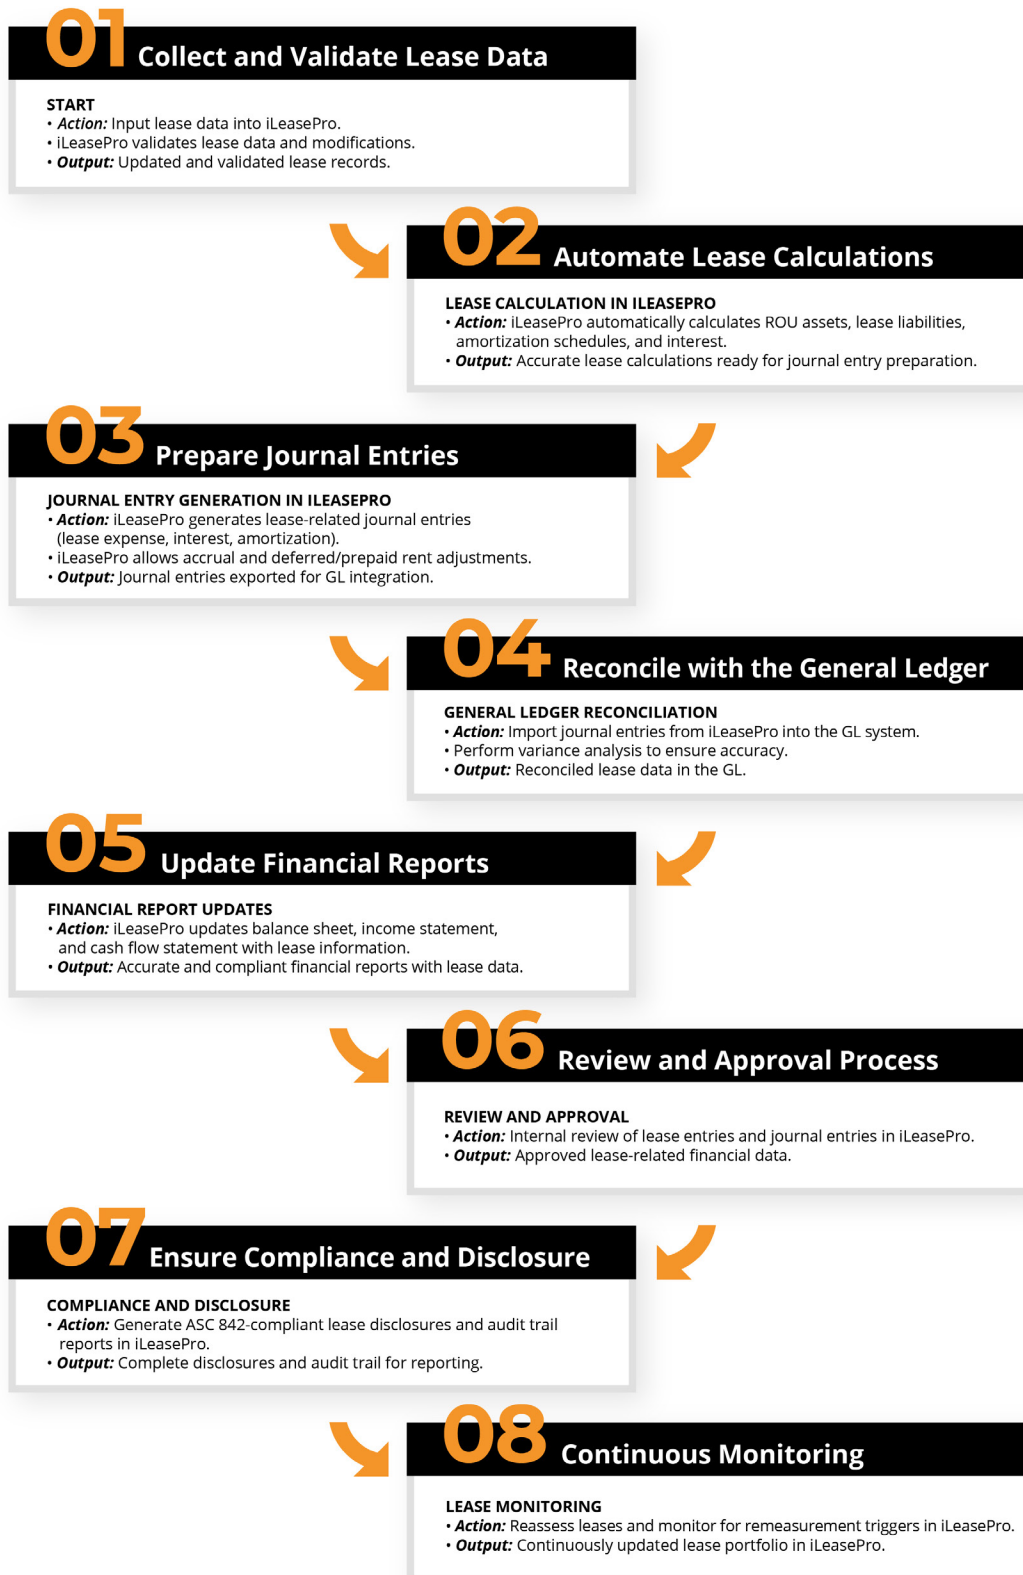 01 Collect and Validate Lease Data
START
• Action: Input lease data into iLeasePro.
• iLeasePro validates lease data and modifications.
• Output: Updated and validated lease records.
02 Automate Lease Calculations
LEASE CALCULATION IN ILEASEPRO
• Action: iLeasePro automatically calculates ROU assets, lease liabilities,
amortization schedules, and interest.
• Output: Accurate lease calculations ready for journal entry preparation.
03 Prepare Journal Entries
JOURNAL ENTRY GENERATION IN ILEASEPRO
• Action: iLeasePro generates lease-related journal entries
(lease expense, interest, amortization).
• iLeasePro allows accrual and deferred/prepaid rent adjustments.
• Output: Journal entries exported for GL integration.
04 Reconcile with the General Ledger
GENERAL LEDGER RECONCILIATION
• Action: Import journal entries from iLeasePro into the GL system.
• Perform variance analysis to ensure accuracy.
• Output: Reconciled lease data in the GL.
05 Update Financial Reports
FINANCIAL REPORT UPDATES
• Action: iLeasePro updates balance sheet, income statement,
and cash flow statement with lease information.
• Output: Accurate and compliant financial reports with lease data.
06 Review and Approval Process
REVIEW AND APPROVAL
• Action: Internal review of lease entries and journal entries in iLeasePro.
• Output: Approved lease-related financial data.
07 Ensure Compliance and Disclosure
COMPLIANCE AND DISCLOSURE
• Action: Generate ASC 842-compliant lease disclosures and audit trail
reports in iLeasePro.
• Output: Complete disclosures and audit trail for reporting.
08 Continuous Monitoring
LEASE MONITORING
• Action: Reassess leases and monitor for remeasurement triggers in iLeasePro.
• Output: Continuously updated lease portfolio in iLeasePro.